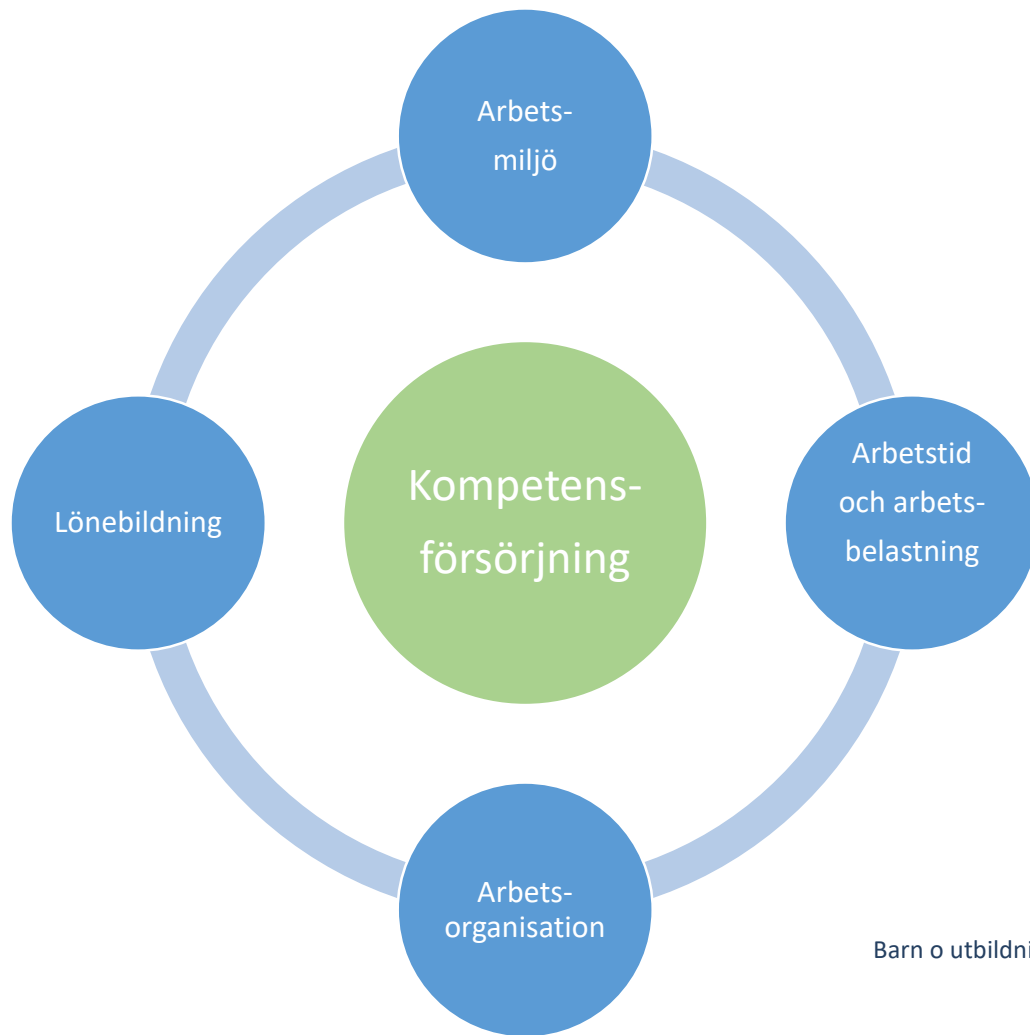 Arbets-
miljö
Arbetstid
och arbets-
belastning
Lönebildning
Kompetens-
försörjning
Arbets-
organisation
Barn o